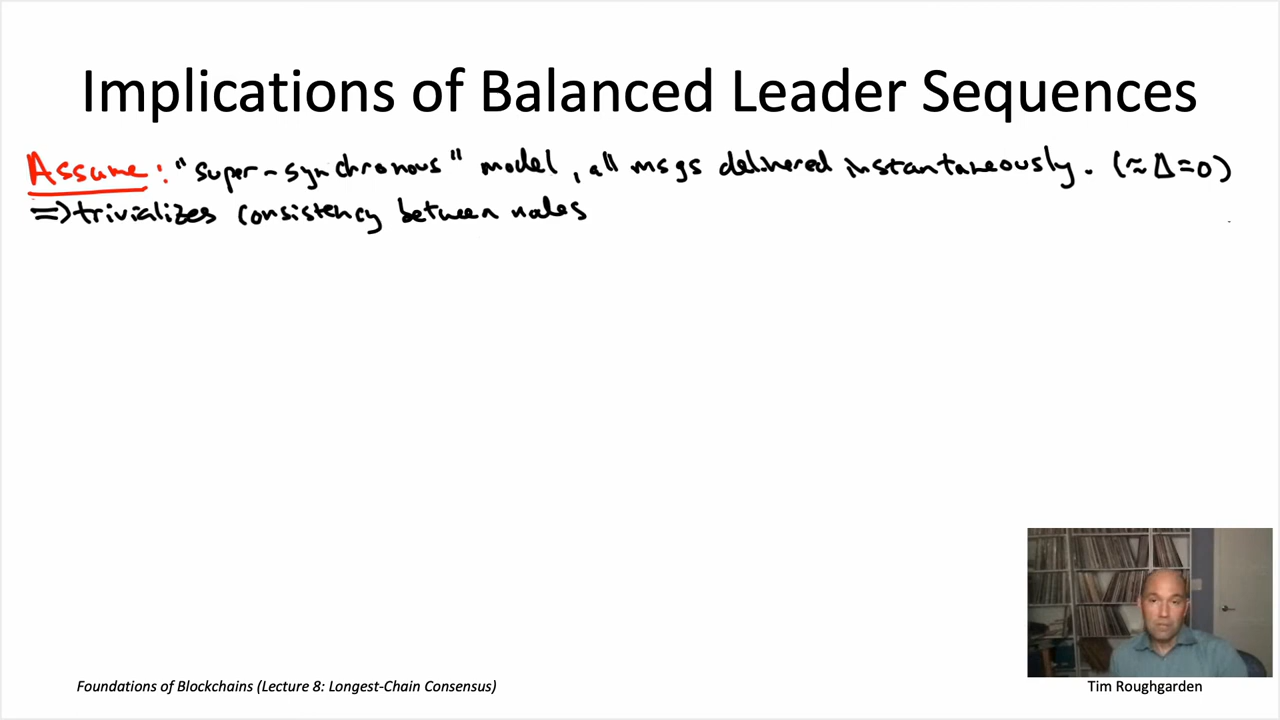 Implications of Balanced Leader Sequences
Assume: "super-synchronous" model, all msgs delivered instantaneously. (≈ Δ=0)
⇒ trivializes consistency between nodes
Foundations of Blockchains (Lecture 8: Longest-Chain Consensus)
Tim Roughgarden